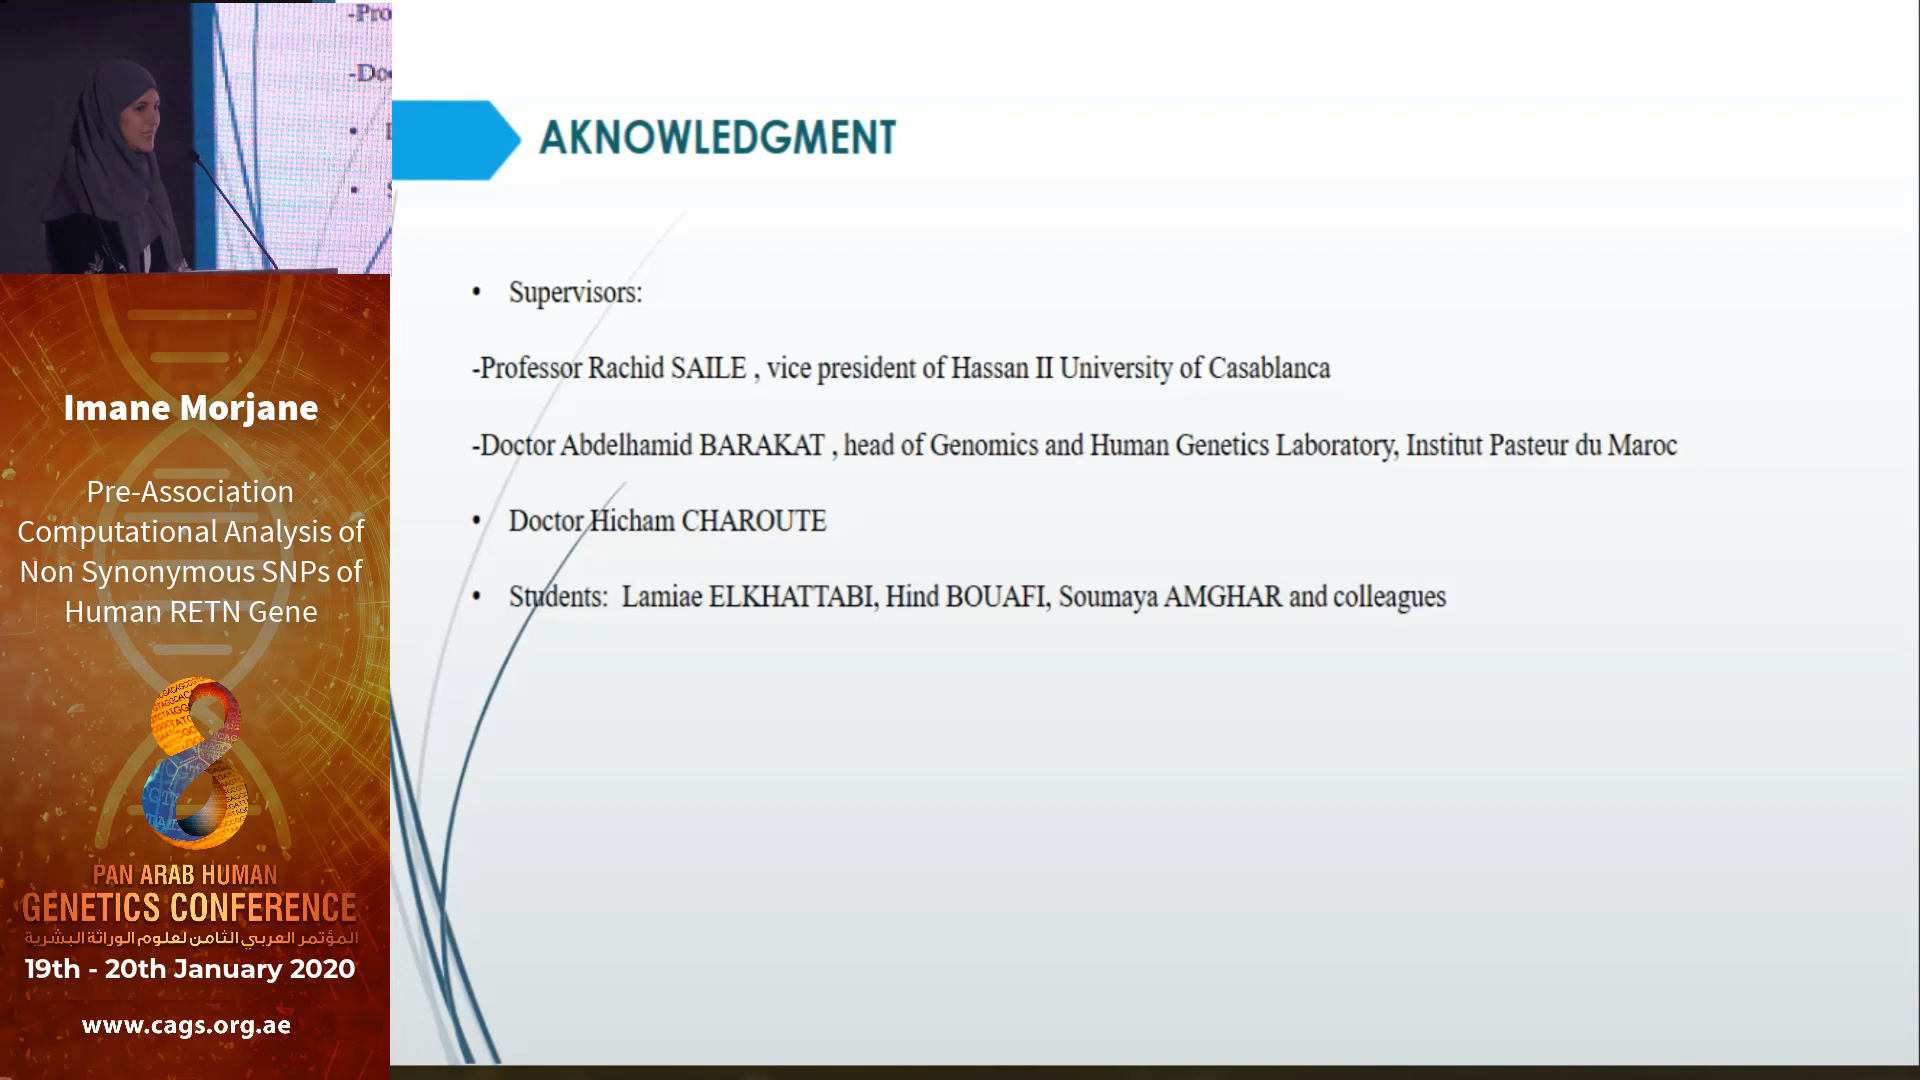 -Pro
-Do
AKNOWLEDGMENT
• Supervisors:
-Professor Rachid SAILE , vice president of Hassan II University of Casablanca
-Doctor Abdelhamid BARAKAT , head of Genomics and Human Genetics Laboratory, Institut Pasteur du Maroc
• Doctor Hicham CHAROUTE
• Students: Lamiae ELKHATTABI, Hind BOUAFI, Soumaya AMGHAR and colleagues
Imane Morjane
Pre-Association
Computational Analysis of
Non Synonymous SNPs of
Human RETN Gene
PAN ARAB HUMAN
GENETICS CONFERENCE
المؤتمر العربي الثامن لعلوم الوراثة البشرية
19th - 20th January 2020
www.cags.org.ae